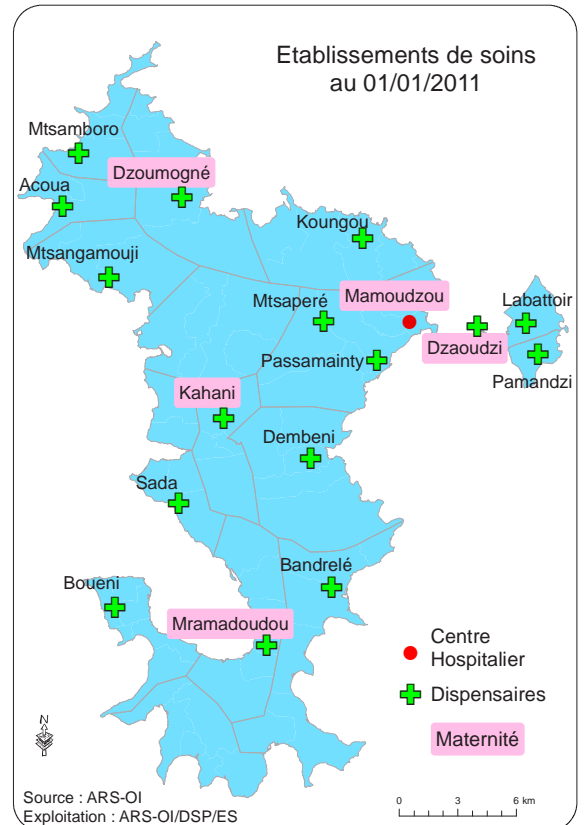 Etablissements de soins
au 01/01/2011
Mtsamboro
Dzoumogné
Acoua
Koungou
Mtsangamouji
Mtsaperé
Mamoudzou
Labattoir
Dzaoudzi
Passamainty
Pamandzi
Kahani
Dembeni
Sada
Bandrelé
Boueni
Mramadoudou
Centre
Hospitalier
Dispensaires
Maternité
N
Source : ARS-OI
Exploitation : ARS-OI/DSP/ES
0 3 6 km